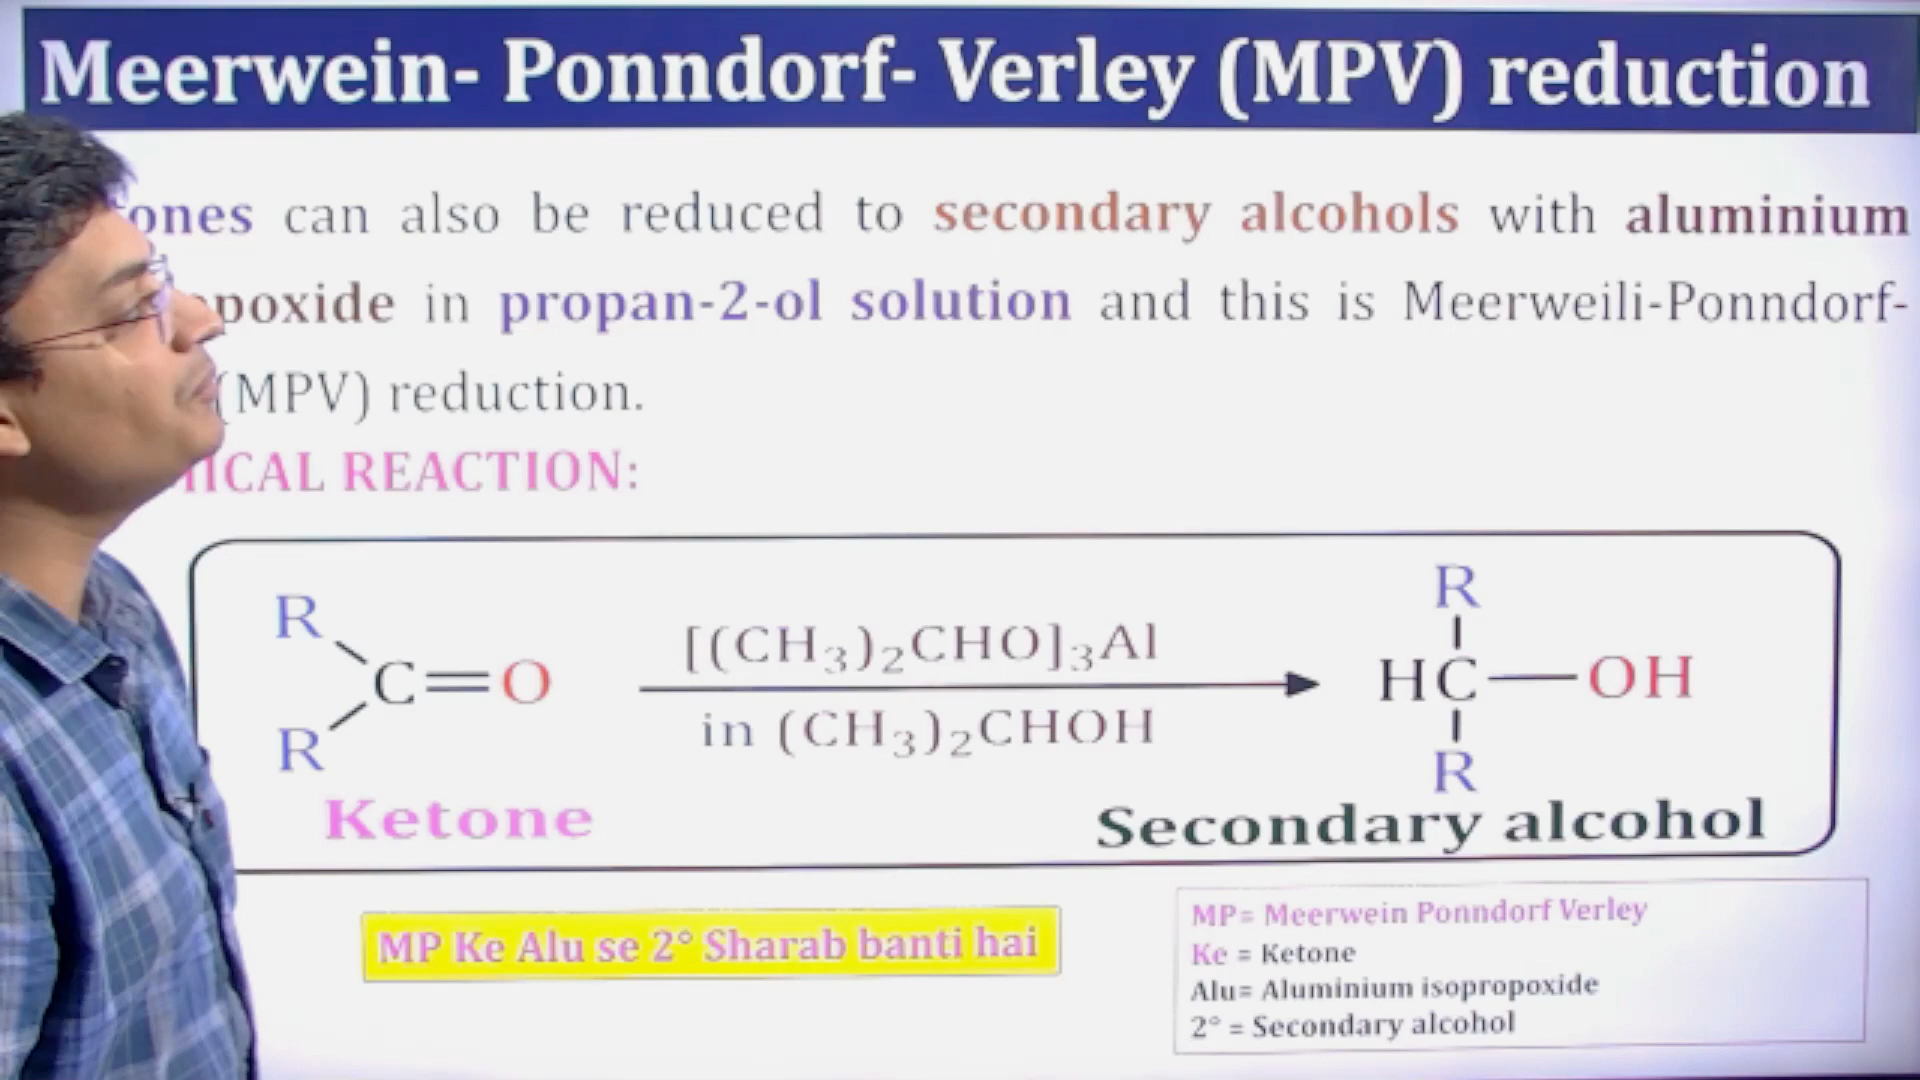 Meerwein- Ponndorf- Verley (MPV) reduction
can also be reduced to secondary alcohols with aluminium
in propan-2-ol solution and this is Meerweili-Ponndorf-
(MPV) reduction.
REACTION:
R
R
C=O
[(CH₃)₂CHO]₃Al
in (CH₃)₂CHOH
R
HC—OH
R
Ketone
Secondary alcohol
MP Ke Alu se 2° Sharab banti hai
MP= Meerwein Ponndorf Verley
Ke = Ketone
Alu= Aluminium isopropoxide
2° = Secondary alcohol